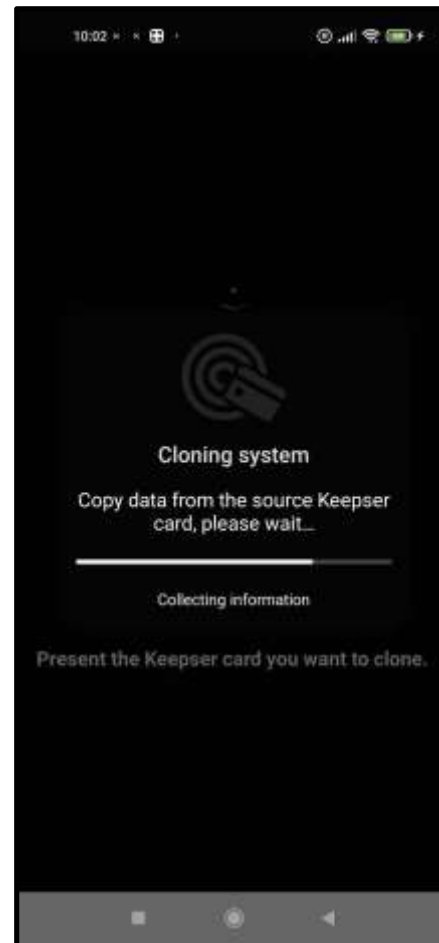 10:02
Cloning system
Copy data from the source Keepser
card, please wait...
Collecting information
Present the Keepser card you want to clone.